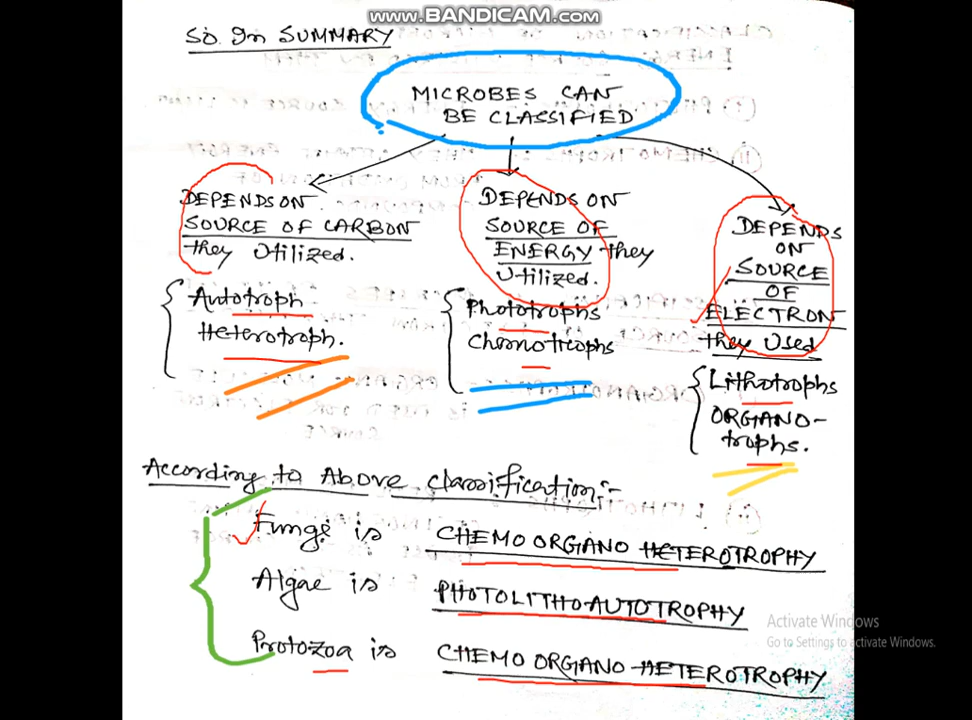 www.BANDICAM.com
SO In SUMMARY
MICROBES CAN
BE CLASSIFIED
DEPENDS ON
SOURCE OF CARBON
they Utilized.
Autotroph
Heterotroph.
DEPENDS ON
SOURCE OF
ENERGY they
Utilized.
Phototrophs
Chemotrophs
DEPENDS
ON
SOURCE
OF
ELECTRON
they Used
Lithotrophs
ORGANO-
trophs.
According to Above classification:-
Fungi is CHEMO ORGANO HETEROTROPHY
Algae is PHOTOLITHO AUTOTROPHY
Protozoa is CHEMO ORGANO HETEROTROPHY
Activate Windows
Go to Settings to activate Windows.